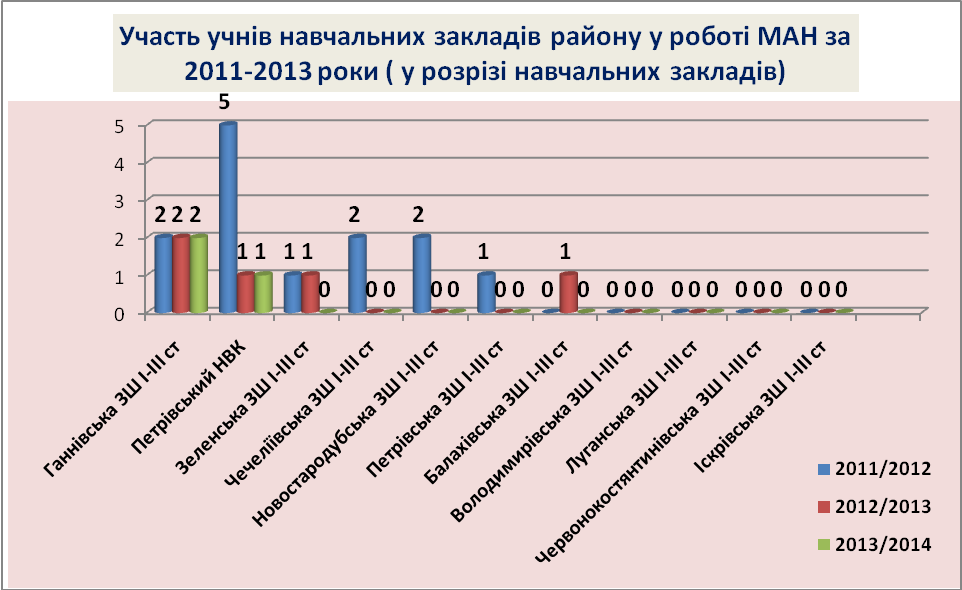 Участь учнів навчальних закладів району у роботі МАН за
2011-2013 роки ( у розрізі навчальних закладів)
5
4
3
2
1
0
2 2 2
5 1 1
1 1 0
2 0 0
2 0 0
1 0 0
0 1 0
0 0 0
0 0 0
0 0 0
0 0 0
Ганнівська ЗШ І-ІІІ ст
Петрівський НВК
Зеленська ЗШ І-ІІІ ст
Чечеліївська ЗШ І-ІІІ ст
Новостародубська ЗШ І-ІІІ ст
Петрівська ЗШ І-ІІІ ст
Балахівська ЗШ І-ІІІ ст
Володимирівська ЗШ І-ІІІ ст
Луганська ЗШ І-ІІІ ст
Червонокостянтинівська ЗШ І-ІІІ ст
Іскрівська ЗШ І-ІІІ ст
2011/2012
2012/2013
2013/2014